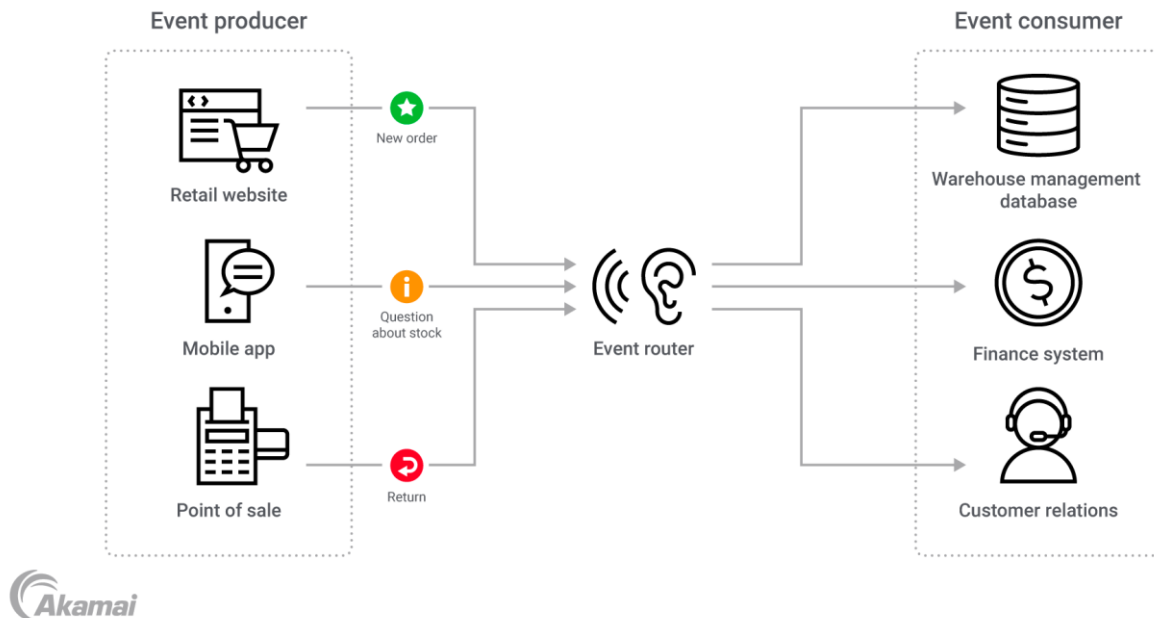 Event producer
Event consumer
New order
Retail website
Warehouse management
database
Question
about stock
Mobile app
Event router
Finance system
Return
Point of sale
Customer relations
Akamai